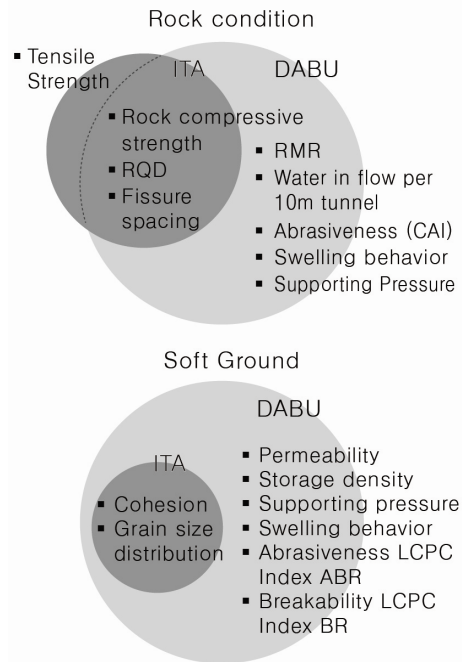 Rock condition
▪ Tensile
Strength
ITA
DABU
▪ Rock compressive
strength
▪ RQD
▪ Fissure
spacing
▪ RMR
▪ Water in flow per
10m tunnel
▪ Abrasiveness (CAI)
▪ Swelling behavior
▪ Supporting Pressure
Soft Ground
DABU
ITA
▪ Cohesion
▪ Grain size
distribution
▪ Permeability
▪ Storage density
▪ Supporting pressure
▪ Swelling behavior
▪ Abrasiveness LCPC
Index ABR
▪ Breakability LCPC
Index BR